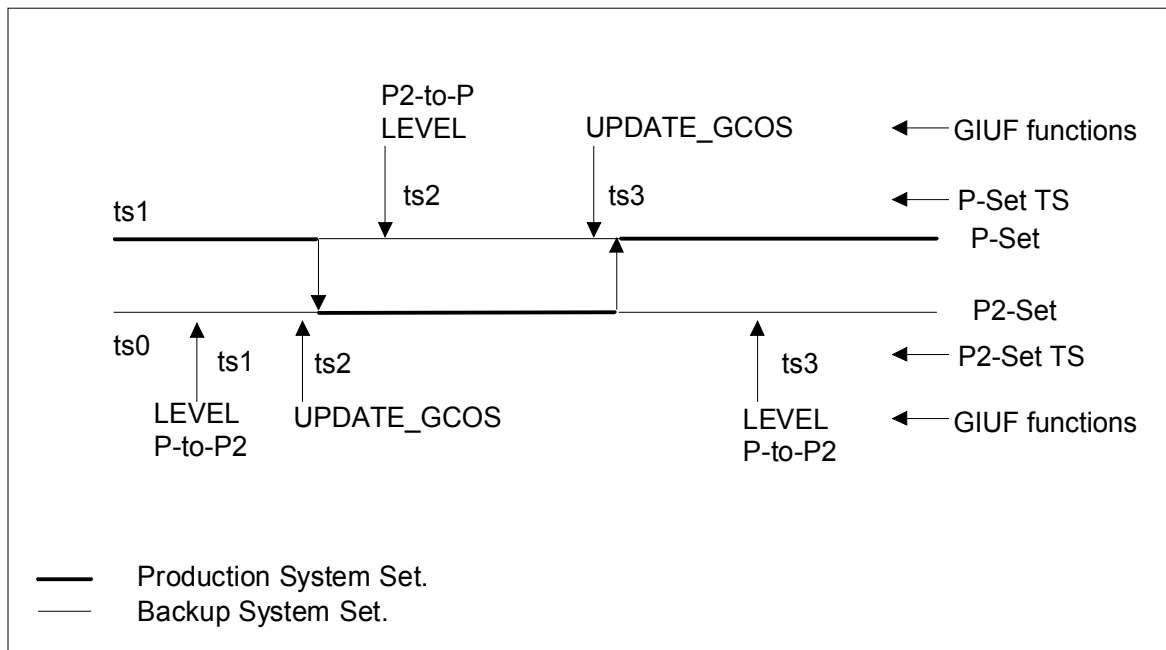 P2-to-P
LEVEL
UPDATE_GCOS
GIUF functions
ts2
ts3
P-Set TS
ts1
P-Set
P2-Set
ts0
ts1
ts2
ts3
P2-Set TS
LEVEL
P-to-P2
UPDATE_GCOS
LEVEL
P-to-P2
GIUF functions
Production System Set.
Backup System Set.